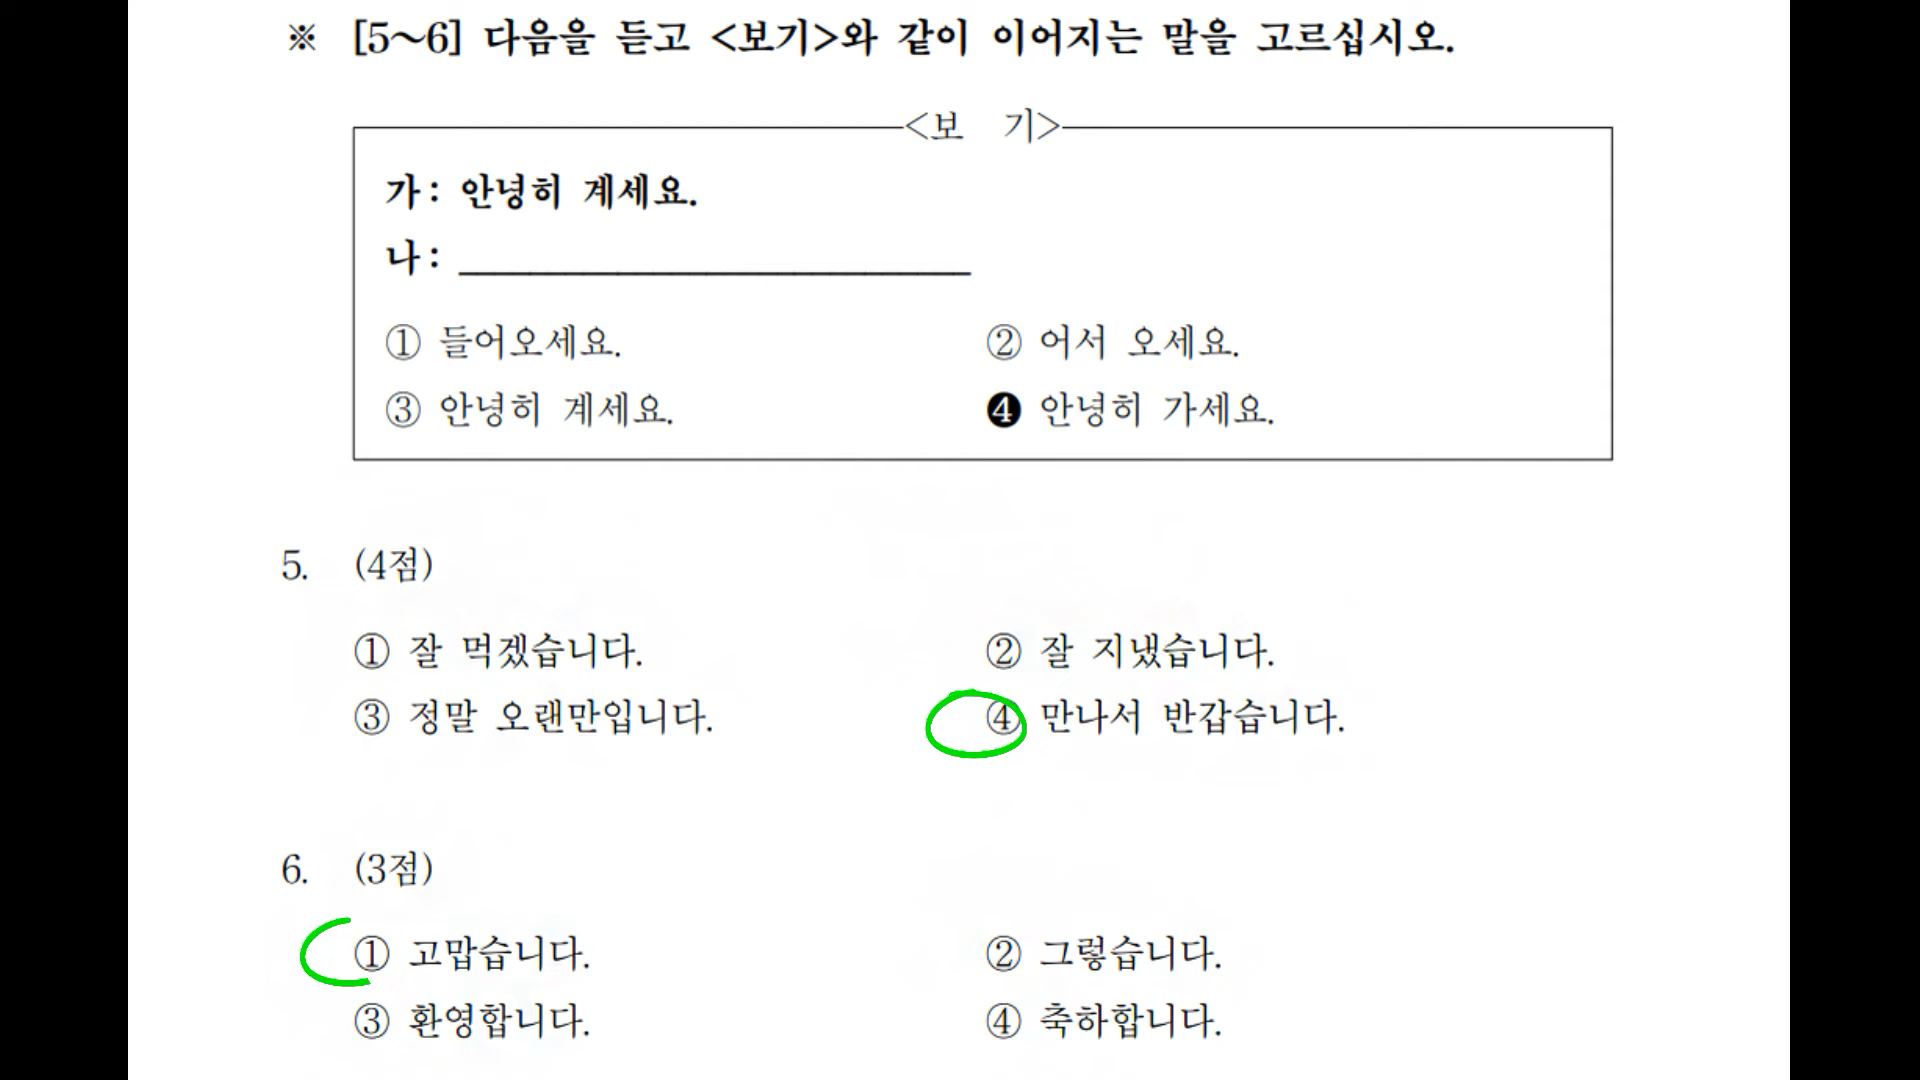 ※ [5~6] 다음을 듣고 <보기>와 같이 이어지는 말을 고르십시오.
<보 기>
가: 안녕히 계세요.
나: ____________________
① 들어오세요. ② 어서 오세요.
③ 안녕히 계세요. ❹ 안녕히 가세요.
5. (4점)
① 잘 먹겠습니다. ② 잘 지냈습니다.
③ 정말 오랜만입니다. ④ 만나서 반갑습니다.
6. (3점)
① 고맙습니다. ② 그렇습니다.
③ 환영합니다. ④ 축하합니다.